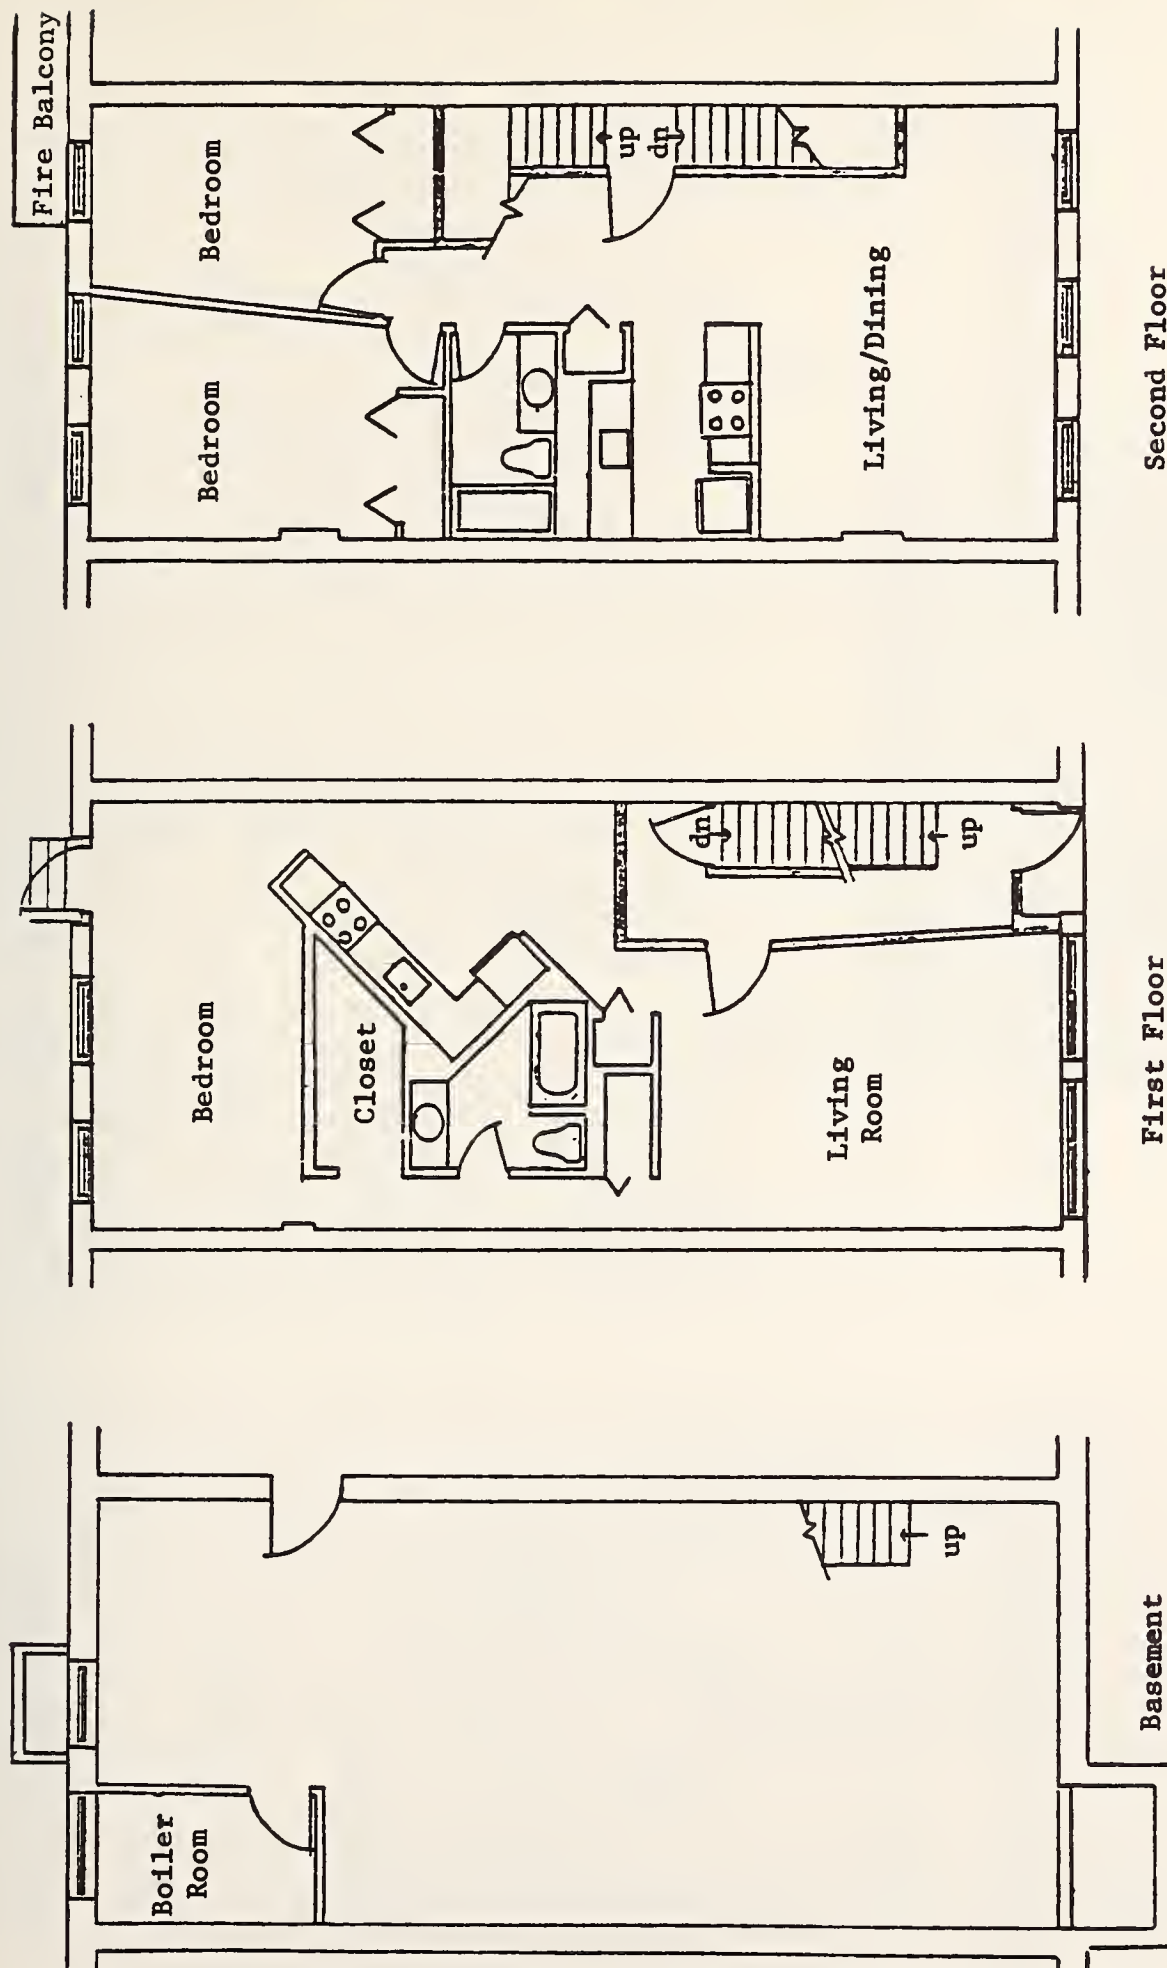 Basement
Boiler
Room
up
First Floor
Bedroom
Closet
Living
Room
dn
up
Second Floor
Fire Balcony
Bedroom
Bedroom
up
dn
Living/Dining